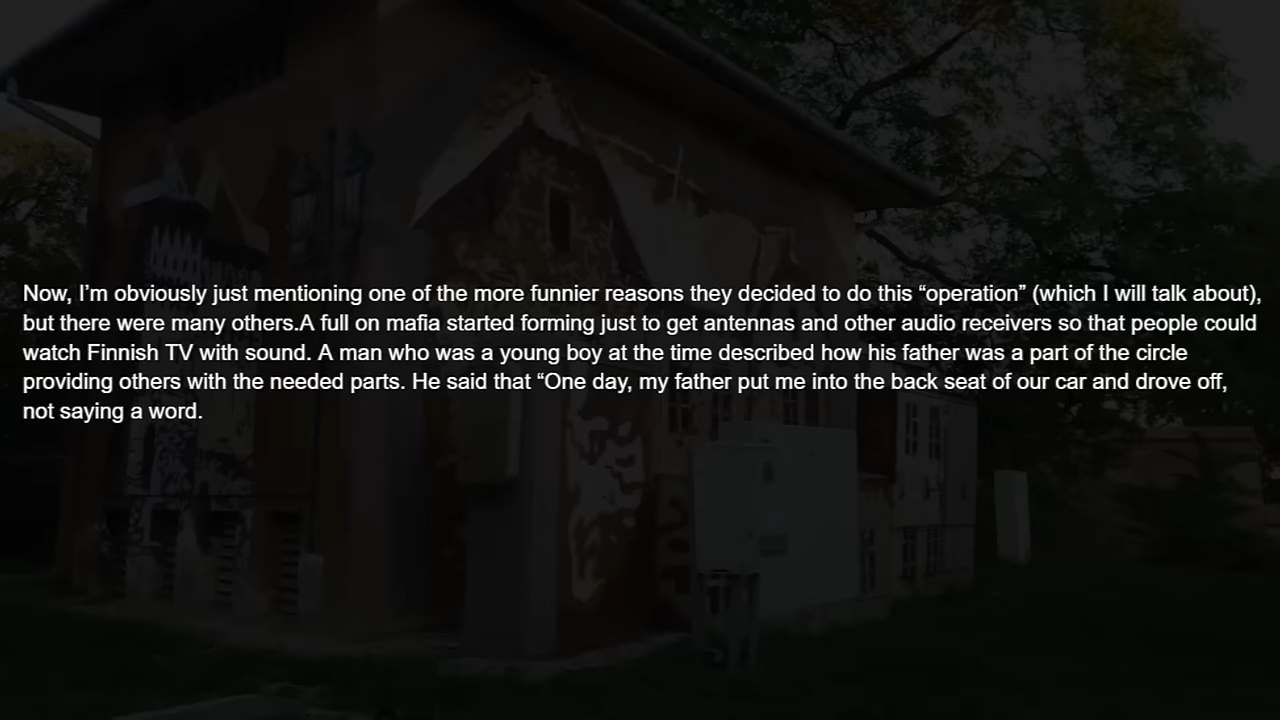 Now, I’m obviously just mentioning one of the more funnier reasons they decided to do this “operation” (which I will talk about),
but there were many others.A full on mafia started forming just to get antennas and other audio receivers so that people could
watch Finnish TV with sound. A man who was a young boy at the time described how his father was a part of the circle
providing others with the needed parts. He said that “One day, my father put me into the back seat of our car and drove off,
not saying a word.